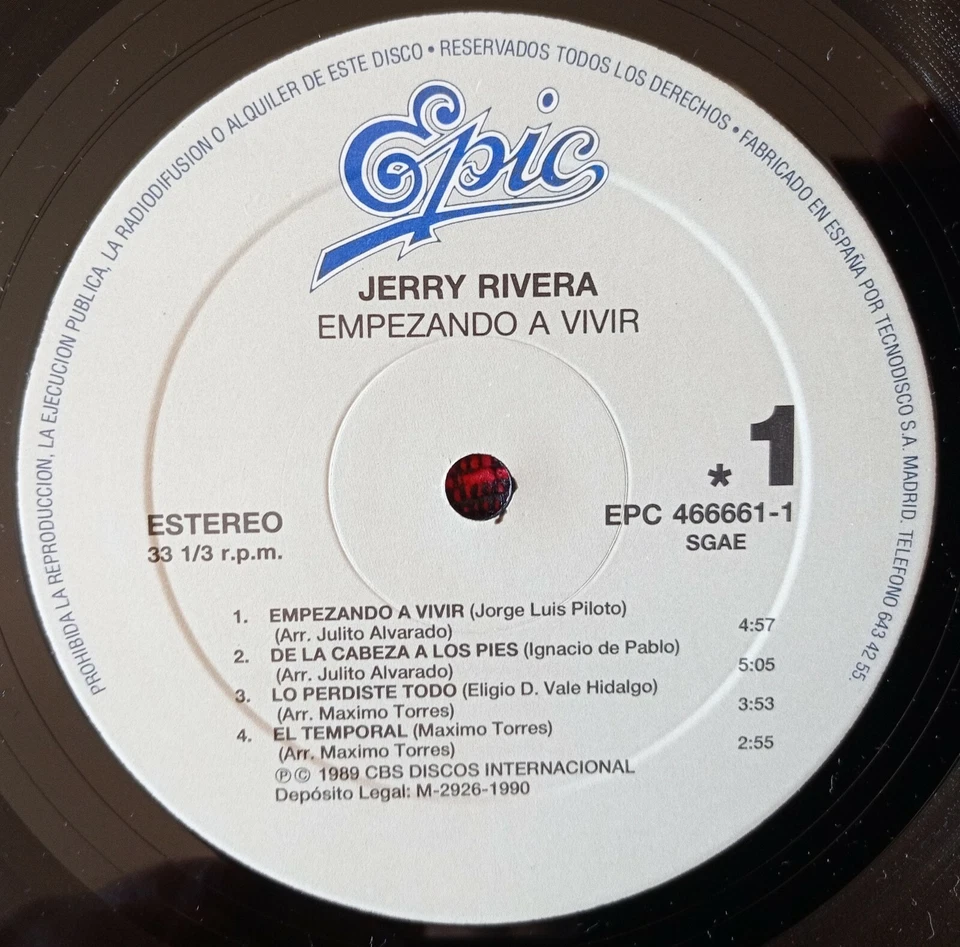 PROHIBIDA LA REPRODUCCION, LA EJECUCION PUBLICA, LA RADIODIFUSION O ALQUILER DE ESTE DISCO • RESERVADOS TODOS LOS DERECHOS • FABRICADO EN ESPAÑA POR TECNODISCO S.A. MADRID. TELEFONO 643 42 55.
Epic
JERRY RIVERA
EMPEZANDO A VIVIR
* 1
ESTEREO
33 1/3 r.p.m.
EPC 466661-1
SGAE
1. EMPEZANDO A VIVIR (Jorge Luis Piloto)
(Arr. Julito Alvarado) 4:57
2. DE LA CABEZA A LOS PIES (Ignacio de Pablo)
(Arr. Julito Alvarado) 5:05
3. LO PERDISTE TODO (Eligio D. Vale Hidalgo)
(Arr. Maximo Torres) 3:53
4. EL TEMPORAL (Maximo Torres)
(Arr. Maximo Torres) 2:55
℗© 1989 CBS DISCOS INTERNACIONAL
Depósito Legal: M-2926-1990